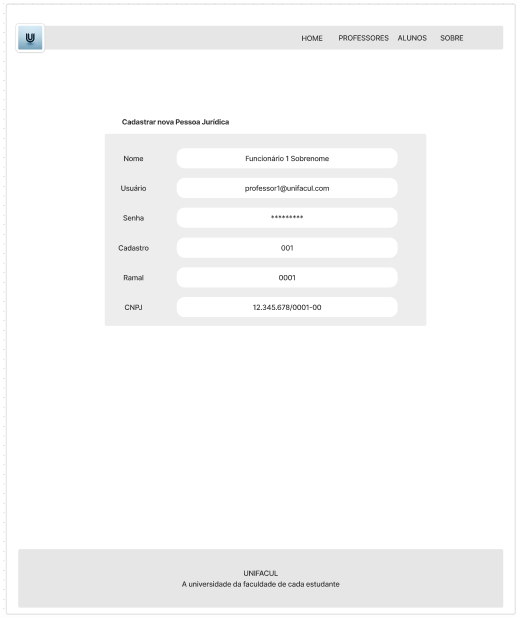 HOME PROFESSORES ALUNOS SOBRE
Cadastrar nova Pessoa Jurídica
Nome Funcionário 1 Sobrenome
Usuário professor1@unifacul.com
Senha *********
Cadastro 001
Ramal 0001
CNPJ 12.345.678/0001-00
UNIFACUL
A universidade da faculdade de cada estudante